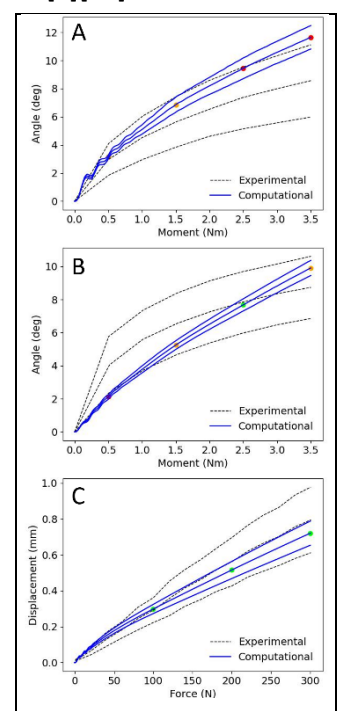 A
12
10
8
6
4
2
0
Angle (deg)
Experimental
Computational
0.0 0.5 1.0 1.5 2.0 2.5 3.0 3.5
Moment (Nm)
B
10
8
6
4
2
0
Angle (deg)
Experimental
Computational
0.0 0.5 1.0 1.5 2.0 2.5 3.0 3.5
Moment (Nm)
C
1.0
0.8
0.6
0.4
0.2
0.0
Displacement (mm)
Experimental
Computational
0 50 100 150 200 250 300
Force (N)